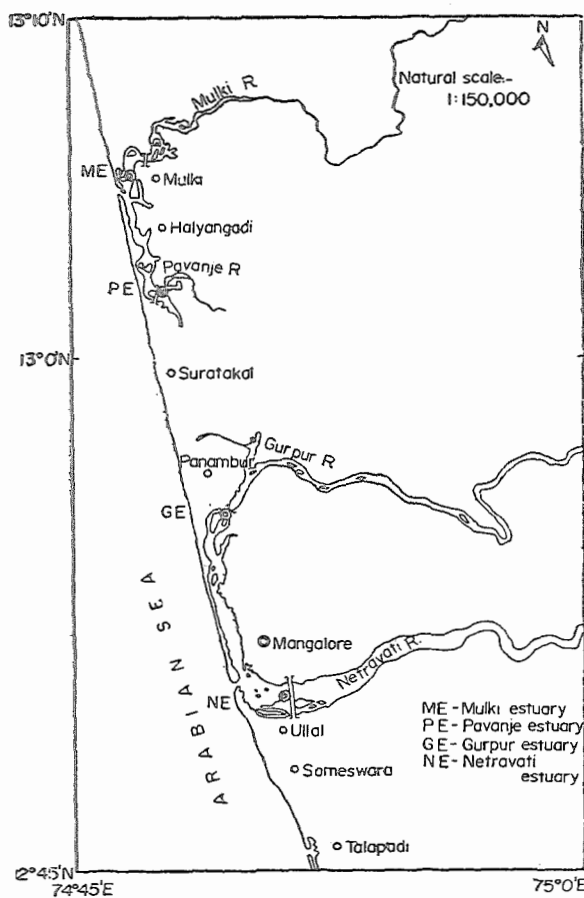 13°10'N
N
Natural scale:-
1:150,000
Mulki R
ME
Mulki
Halyangadi
Pavanje R
PE
13°0'N
Suratakal
Gurpur R
Panambur
GE
ARABIAN SEA
Mangalore
Netravati R.
NE
Ullal
ME - Mulki estuary
PE - Pavanje estuary
GE - Gurpur estuary
NE - Netravati
estuary
Someswara
Talapadi
12°45'N
74°45'E
75°0'E